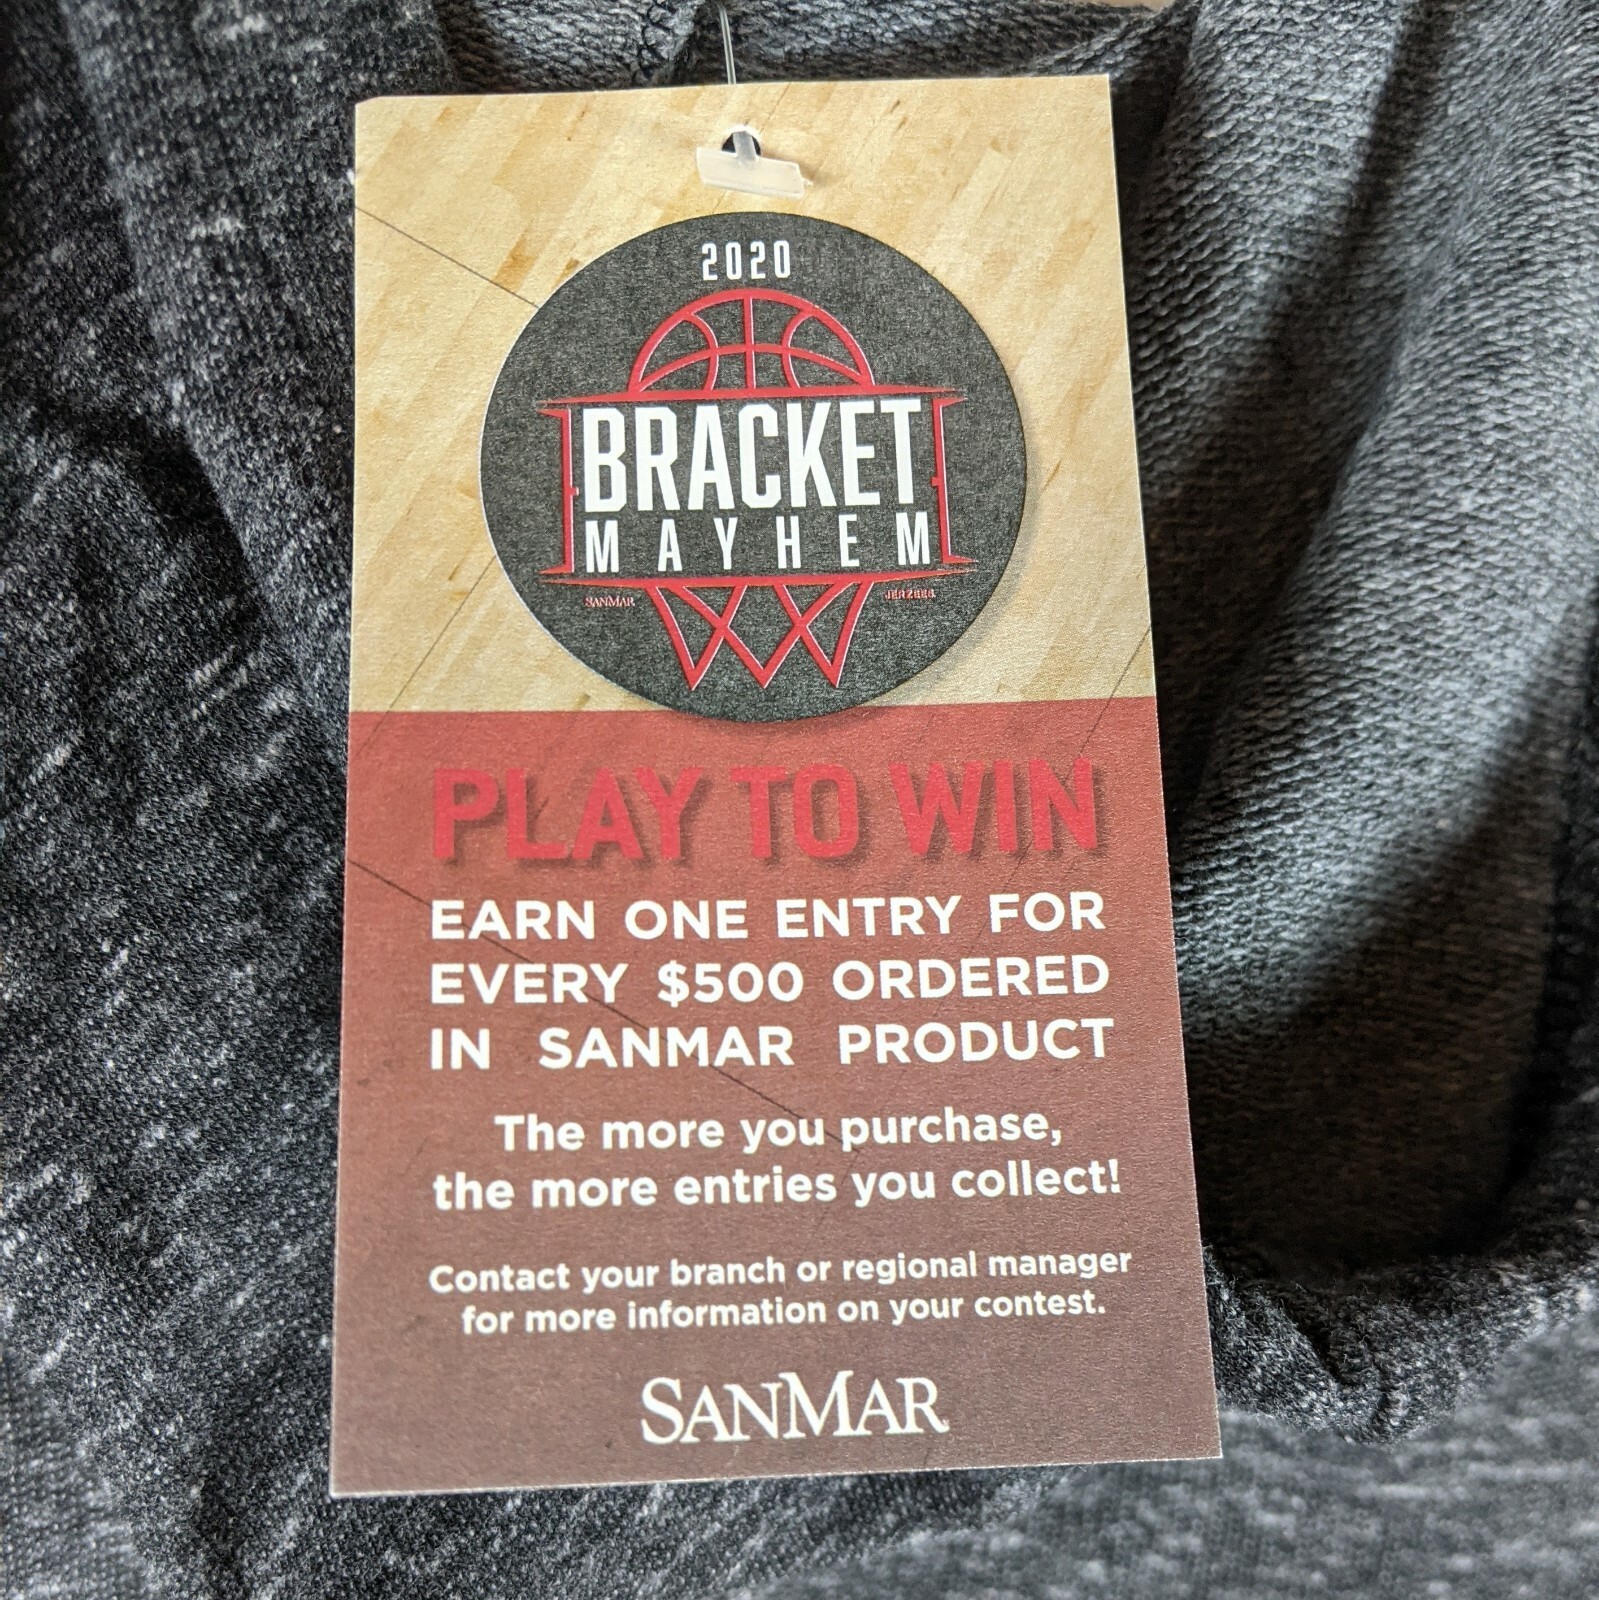 2020
BRACKET
MAYHEM
SANMAR JERZEES
PLAY TO WIN
EARN ONE ENTRY FOR
EVERY $500 ORDERED
IN SANMAR PRODUCT
The more you purchase,
the more entries you collect!
Contact your branch or regional manager
for more information on your contest.
SANMAR